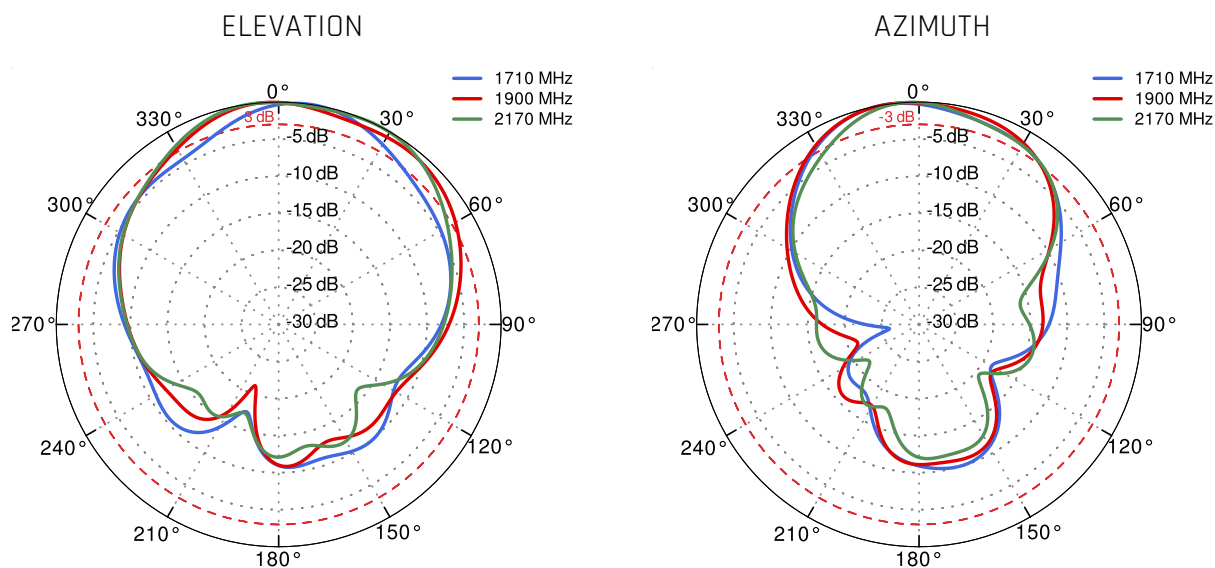 ELEVATION
1710 MHz
1900 MHz
2170 MHz
0°
30°
60°
90°
120°
150°
180°
210°
240°
270°
300°
330°
3 dB
-5 dB
-10 dB
-15 dB
-20 dB
-25 dB
-30 dB
AZIMUTH
1710 MHz
1900 MHz
2170 MHz
0°
30°
60°
90°
120°
150°
180°
210°
240°
270°
300°
330°
-3 dB
-5 dB
-10 dB
-15 dB
-20 dB
-25 dB
-30 dB